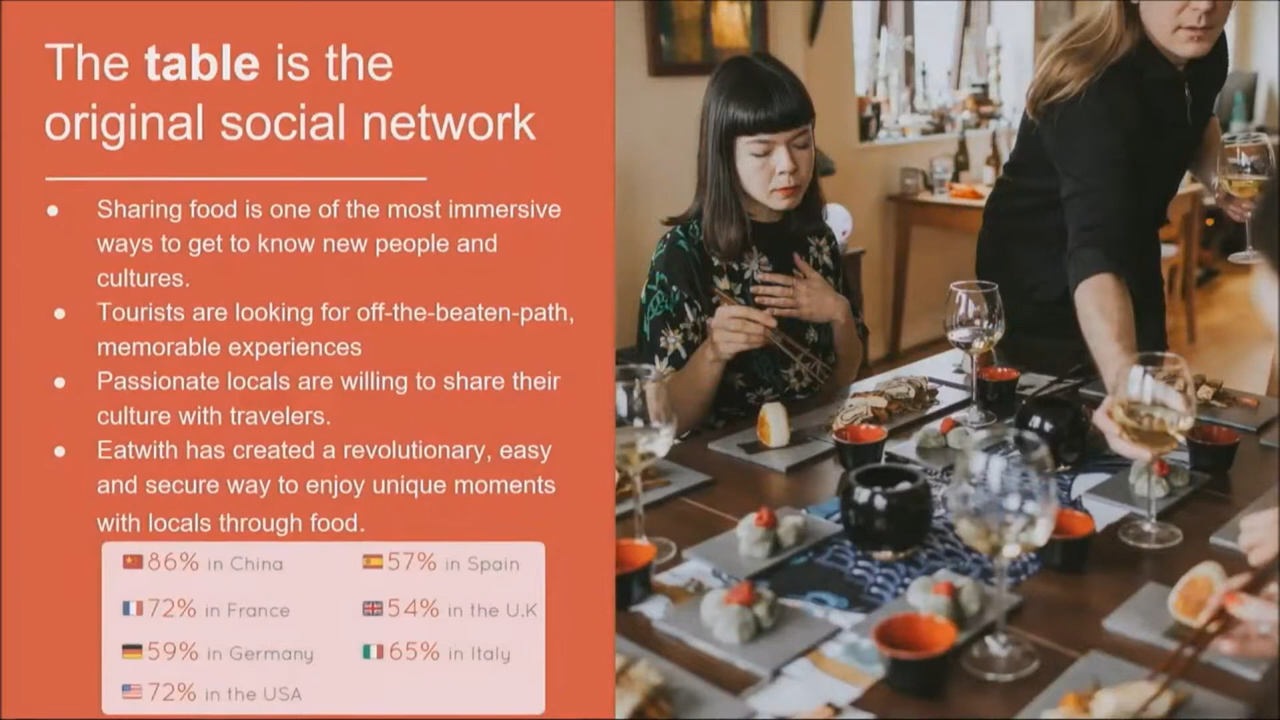 The table is the
original social network
● Sharing food is one of the most immersive
ways to get to know new people and
cultures.
● Tourists are looking for off-the-beaten-path,
memorable experiences
● Passionate locals are willing to share their
culture with travelers.
● Eatwith has created a revolutionary, easy
and secure way to enjoy unique moments
with locals through food.
86% in China
57% in Spain
72% in France
54% in the U.K
59% in Germany
65% in Italy
72% in the USA